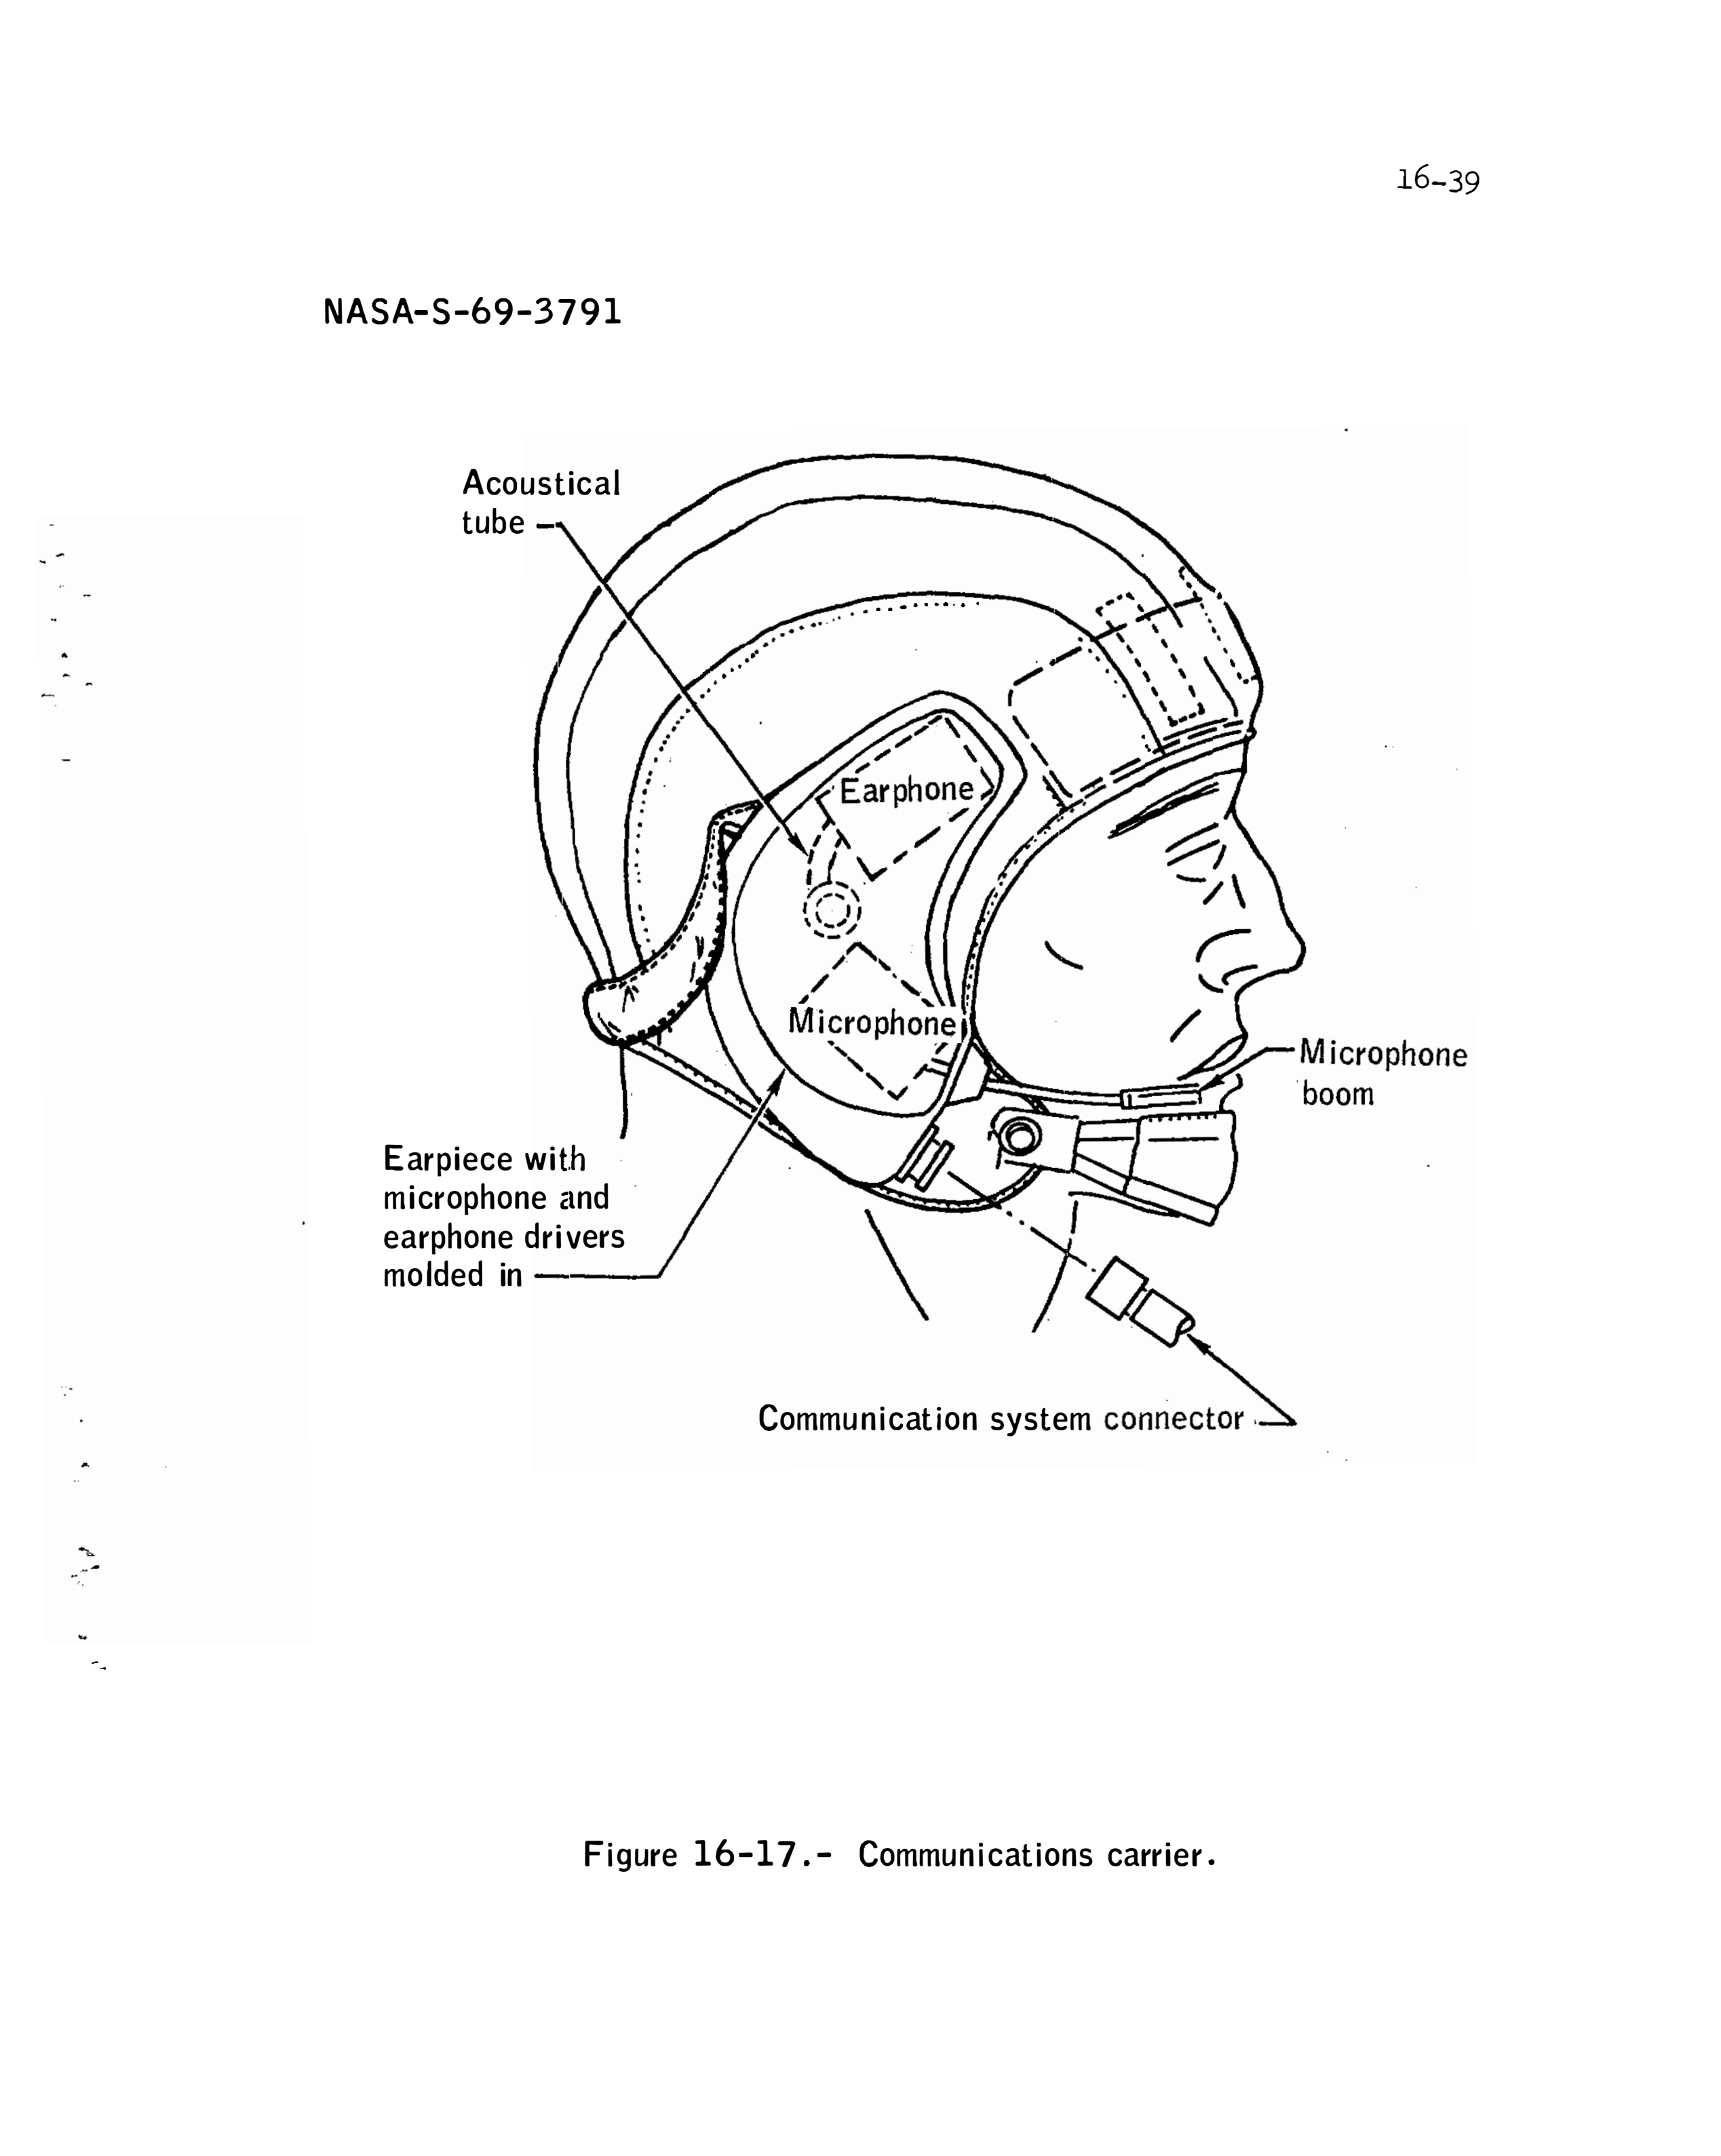 16-39
NASA-S-69-3791
Acoustical
tube
Earphone
Microphone
Microphone
boom
Earpiece with
microphone and
earphone drivers
molded in
Communication system connector
Figure 16-17.- Communications carrier.